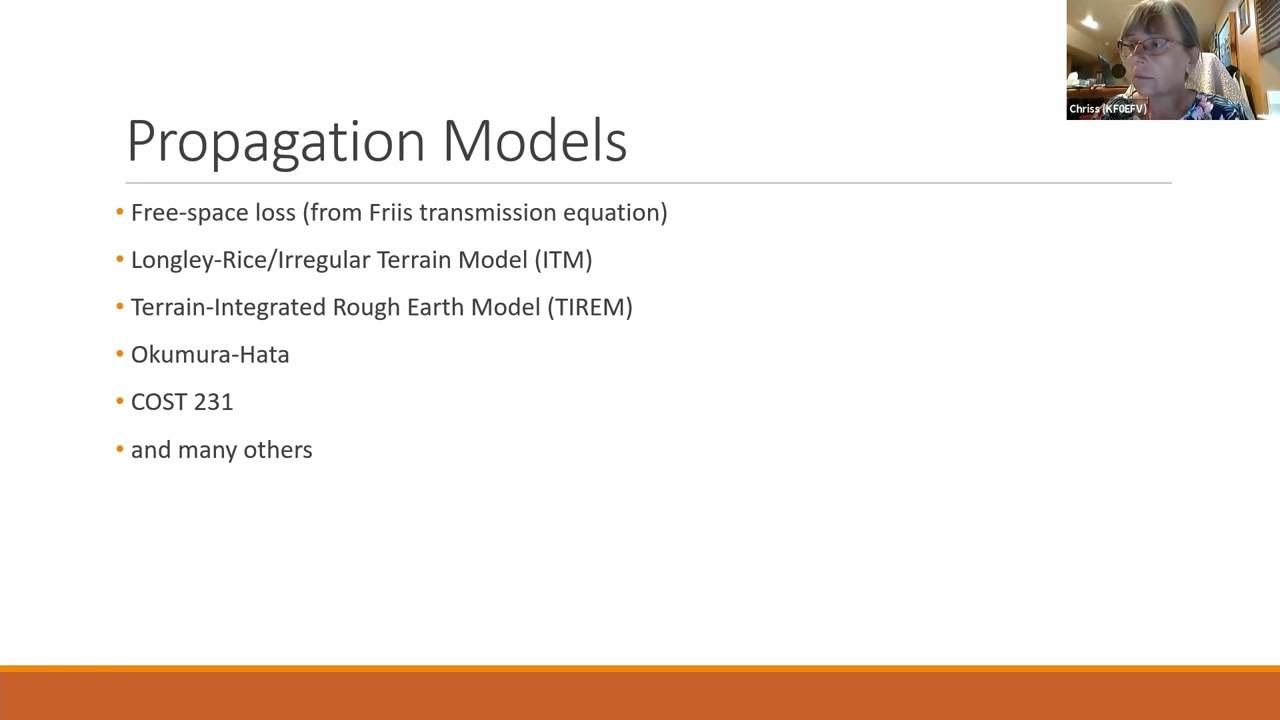 Propagation Models
• Free-space loss (from Friis transmission equation)
• Longley-Rice/Irregular Terrain Model (ITM)
• Terrain-Integrated Rough Earth Model (TIREM)
• Okumura-Hata
• COST 231
• and many others
Chriss (KF0EFV)